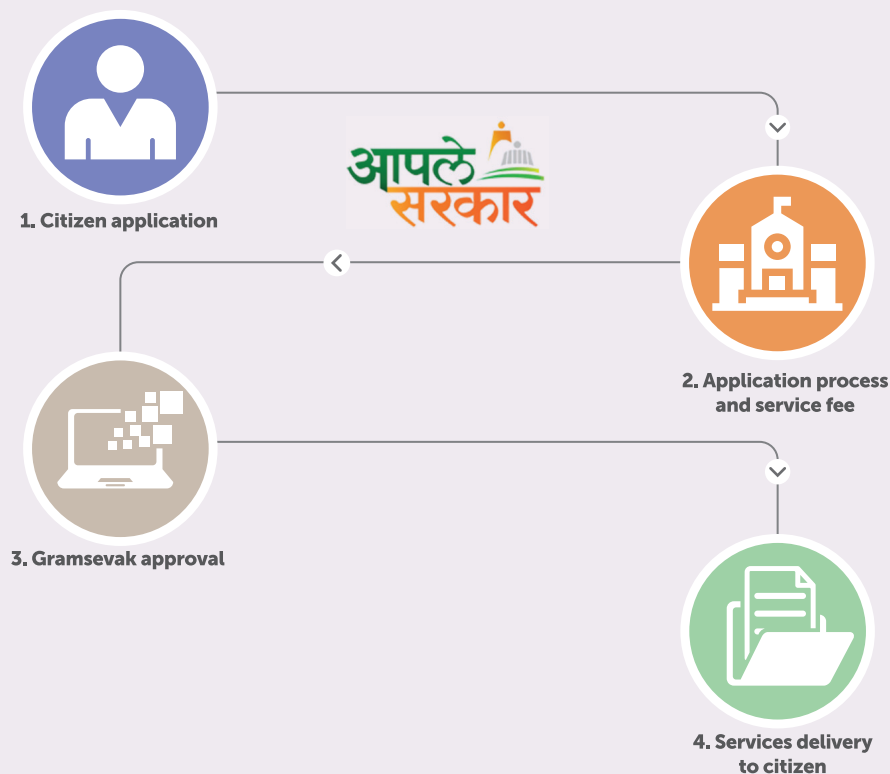 आपले
सरकार
1. Citizen application
2. Application process
and service fee
3. Gramsevak approval
4. Services delivery
to citizen